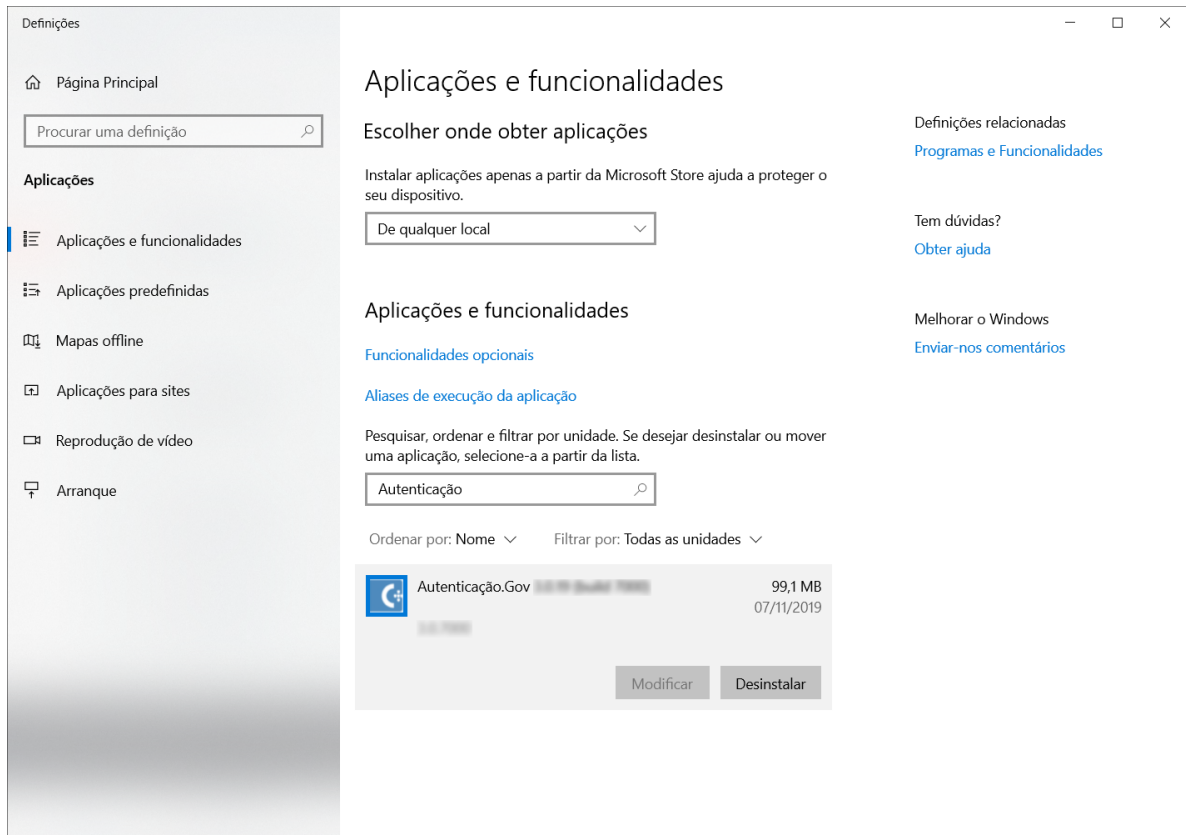 Definições
Página Principal
Procurar uma definição
Aplicações
Aplicações e funcionalidades
Aplicações predefinidas
Mapas offline
Aplicações para sites
Reprodução de vídeo
Arranque
Aplicações e funcionalidades
Escolher onde obter aplicações
Instalar aplicações apenas a partir da Microsoft Store ajuda a proteger o
seu dispositivo.
De qualquer local
Aplicações e funcionalidades
Funcionalidades opcionais
Aliases de execução da aplicação
Pesquisar, ordenar e filtrar por unidade. Se desejar desinstalar ou mover
uma aplicação, selecione-a a partir da lista.
Autenticação
Ordenar por: Nome Filtrar por: Todas as unidades
Autenticação.Gov 99,1 MB
07/11/2019
Modificar Desinstalar
Definições relacionadas
Programas e Funcionalidades
Tem dúvidas?
Obter ajuda
Melhorar o Windows
Enviar-nos comentários